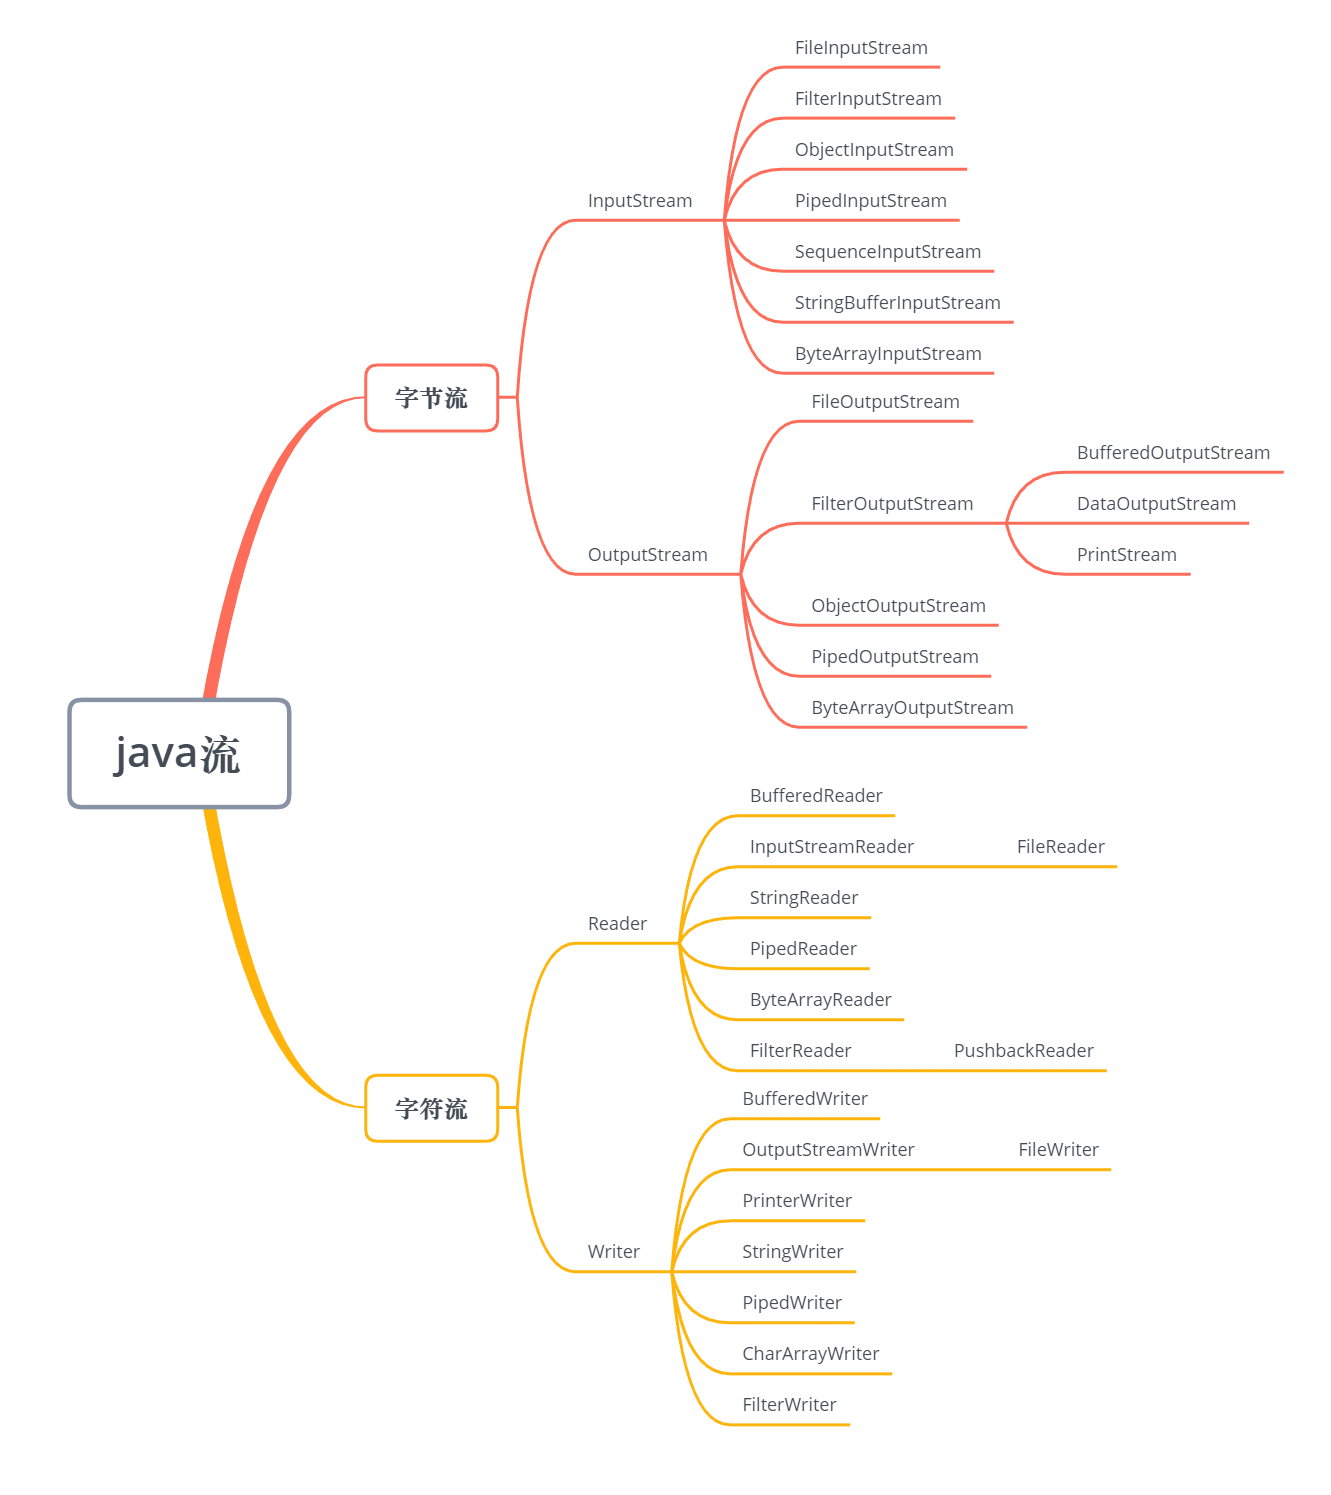 java流
字节流
InputStream
FileInputStream
FilterInputStream
ObjectInputStream
PipedInputStream
SequenceInputStream
StringBufferInputStream
ByteArrayInputStream
OutputStream
FileOutputStream
FilterOutputStream
BufferedOutputStream
DataOutputStream
PrintStream
ObjectOutputStream
PipedOutputStream
ByteArrayOutputStream
字符流
Reader
BufferedReader
InputStreamReader
FileReader
StringReader
PipedReader
ByteArrayReader
FilterReader
PushbackReader
Writer
BufferedWriter
OutputStreamWriter
FileWriter
PrinterWriter
StringWriter
PipedWriter
CharArrayWriter
FilterWriter